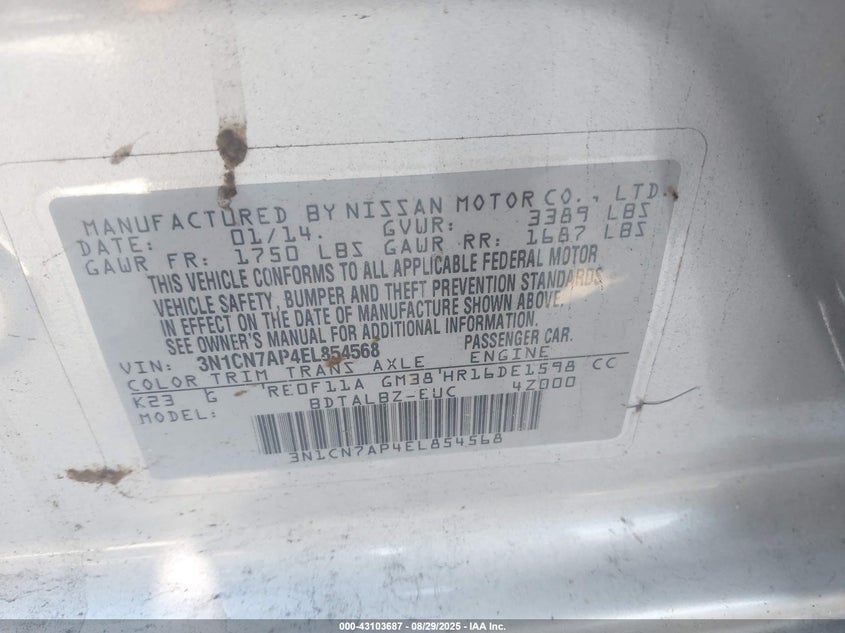 MANUFACTURED BY NISSAN MOTOR CO., LTD.
DATE: 01/14. GVWR: 3389 LBS
GAWR FR: 1750 LBS GAWR RR: 1687 LBS
THIS VEHICLE CONFORMS TO ALL APPLICABLE FEDERAL MOTOR
VEHICLE SAFETY, BUMPER AND THEFT PREVENTION STANDARDS
IN EFFECT ON THE DATE OF MANUFACTURE SHOWN ABOVE.
SEE OWNER'S MANUAL FOR ADDITIONAL INFORMATION.
VIN: 3N1CN7AP4EL854568 PASSENGER CAR.
COLOR TRIM TRANS AXLE ENGINE
K23 G RE0F11A GM38 HR16DE1598 CC
MODEL: BDTALBZ-EUC 4Z000
3N1CN7AP4EL854568
000-43103687 - 08/29/2025 - IAA Inc.